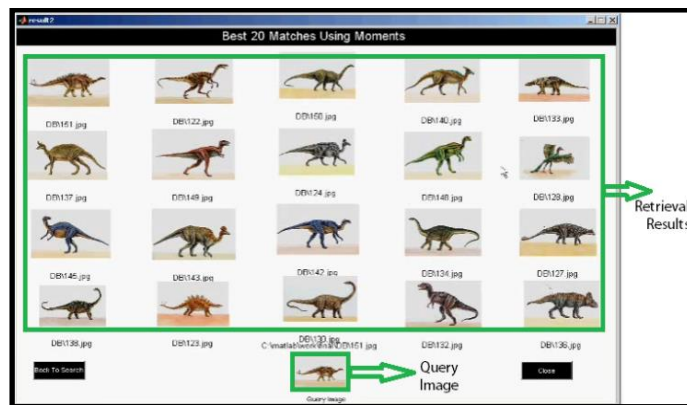 result2
Best 20 Matches Using Moments
DB\151.jpg DB\122.jpg DB\150.jpg DB\140.jpg DB\133.jpg
DB\137.jpg DB\149.jpg DB\124.jpg DB\148.jpg DB\128.jpg
Retrieval
Results
DB\145.jpg DB\143.jpg DB\142.jpg DB\134.jpg DB\127.jpg
DB\138.jpg DB\123.jpg DB\130.jpg DB\132.jpg DB\136.jpg
Back To Search
Query
Image
Close
Query Image